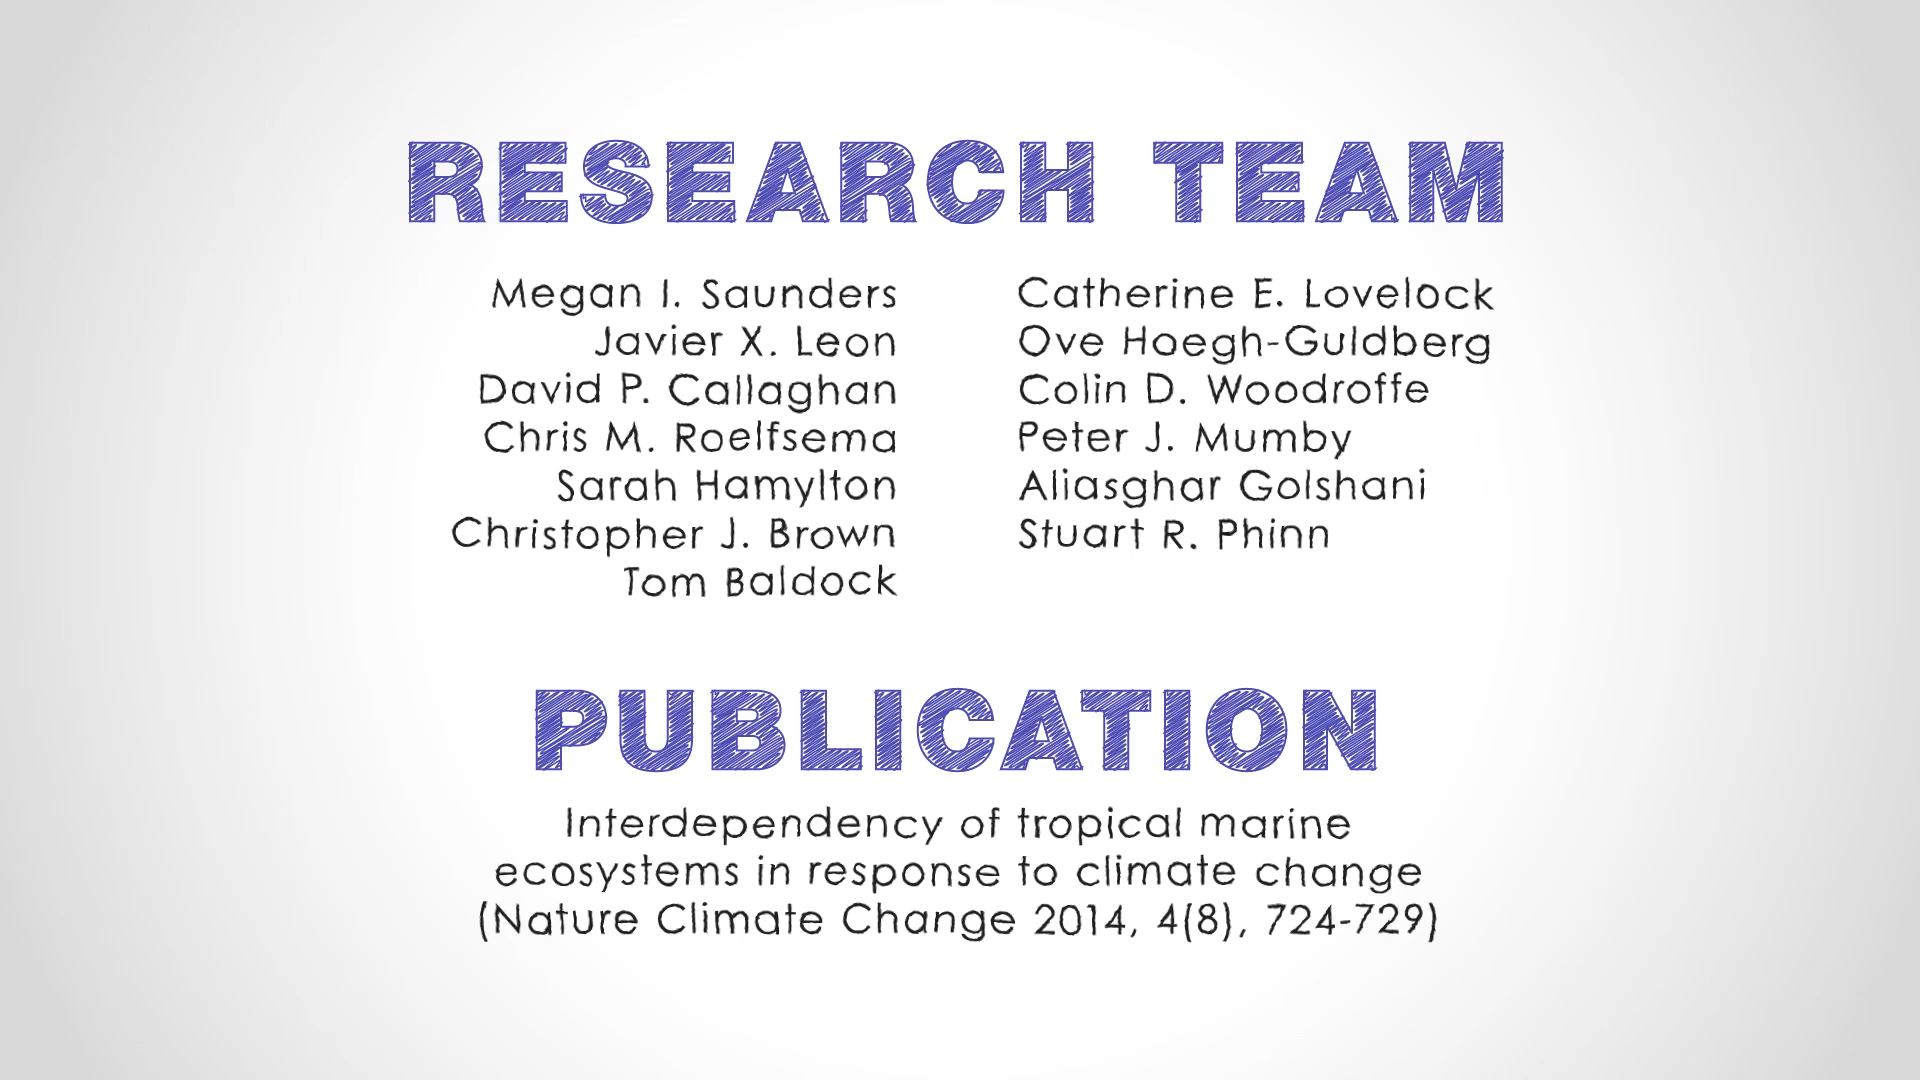 RESEARCH TEAM
Megan I. Saunders
Javier X. Leon
David P. Callaghan
Chris M. Roelfsema
Sarah Hamylton
Christopher J. Brown
Tom Baldock
Catherine E. Lovelock
Ove Hoegh-Guldberg
Colin D. Woodroffe
Peter J. Mumby
Aliasghar Golshani
Stuart R. Phinn
PUBLICATION
Interdependency of tropical marine
ecosystems in response to climate change
(Nature Climate Change 2014, 4(8), 724-729)